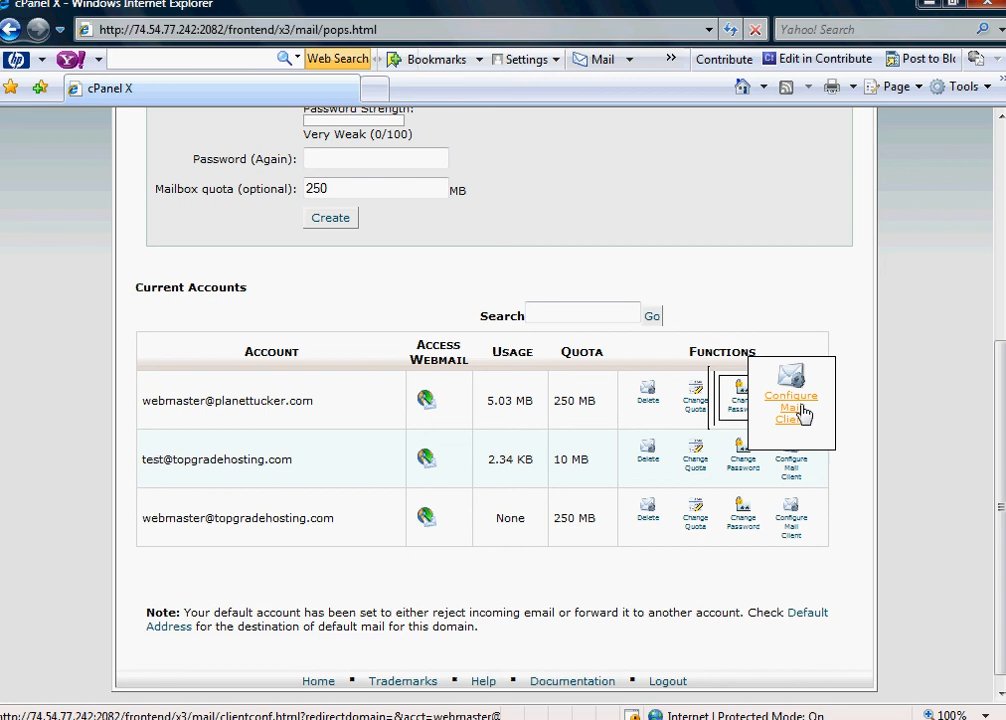 cPanel X - Windows Internet Explorer
http://74.54.77.242:2082/frontend/x3/mail/pops.html
Yahoo! Search
hp
Y!
Web Search
Bookmarks
Settings
Mail
»
Contribute
Edit in Contribute
Post to Blo
cPanel X
Page
Tools
Password Strength:
Very Weak (0/100)
Password (Again):
Mailbox quota (optional): 250 MB
Create
Current Accounts
Search Go
ACCOUNT ACCESS WEBMAIL USAGE QUOTA FUNCTIONS
webmaster@planettucker.com 5.03 MB 250 MB Delete Change Quota
Configure
Mail
Client
test@topgradehosting.com 2.34 KB 10 MB Delete Change Quota Change Password Configure Mail Client
webmaster@topgradehosting.com None 250 MB Delete Change Quota Change Password Configure Mail Client
Note: Your default account has been set to either reject incoming email or forward it to another account. Check Default
Address for the destination of default mail for this domain.
Home ▪ Trademarks ▪ Help ▪ Documentation ▪ Logout
http://74.54.77.242:2082/frontend/x3/mail/clientconf.html?redirectdomain=&acct=webmaster@
Internet | Protected Mode: On
100%